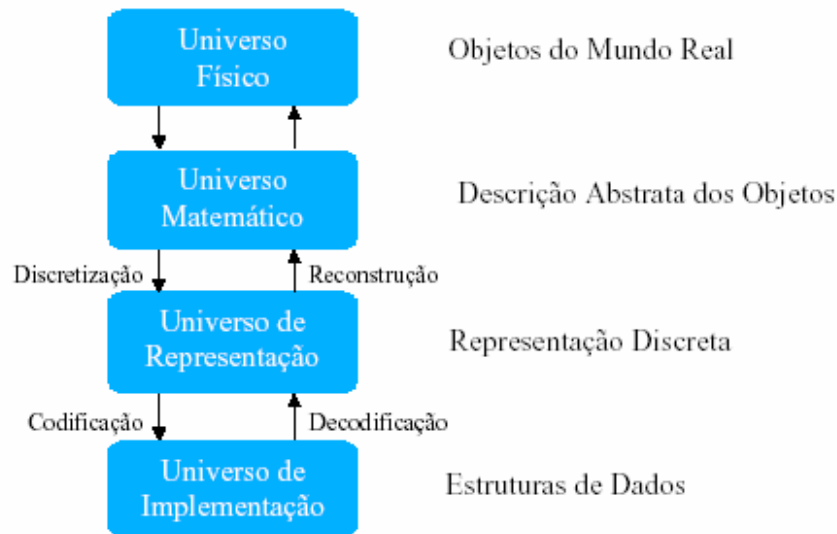 Universo
Físico
Objetos do Mundo Real
Universo
Matemático
Descrição Abstrata dos Objetos
Discretização
Reconstrução
Universo de
Representação
Representação Discreta
Codificação
Decodificação
Universo de
Implementação
Estruturas de Dados